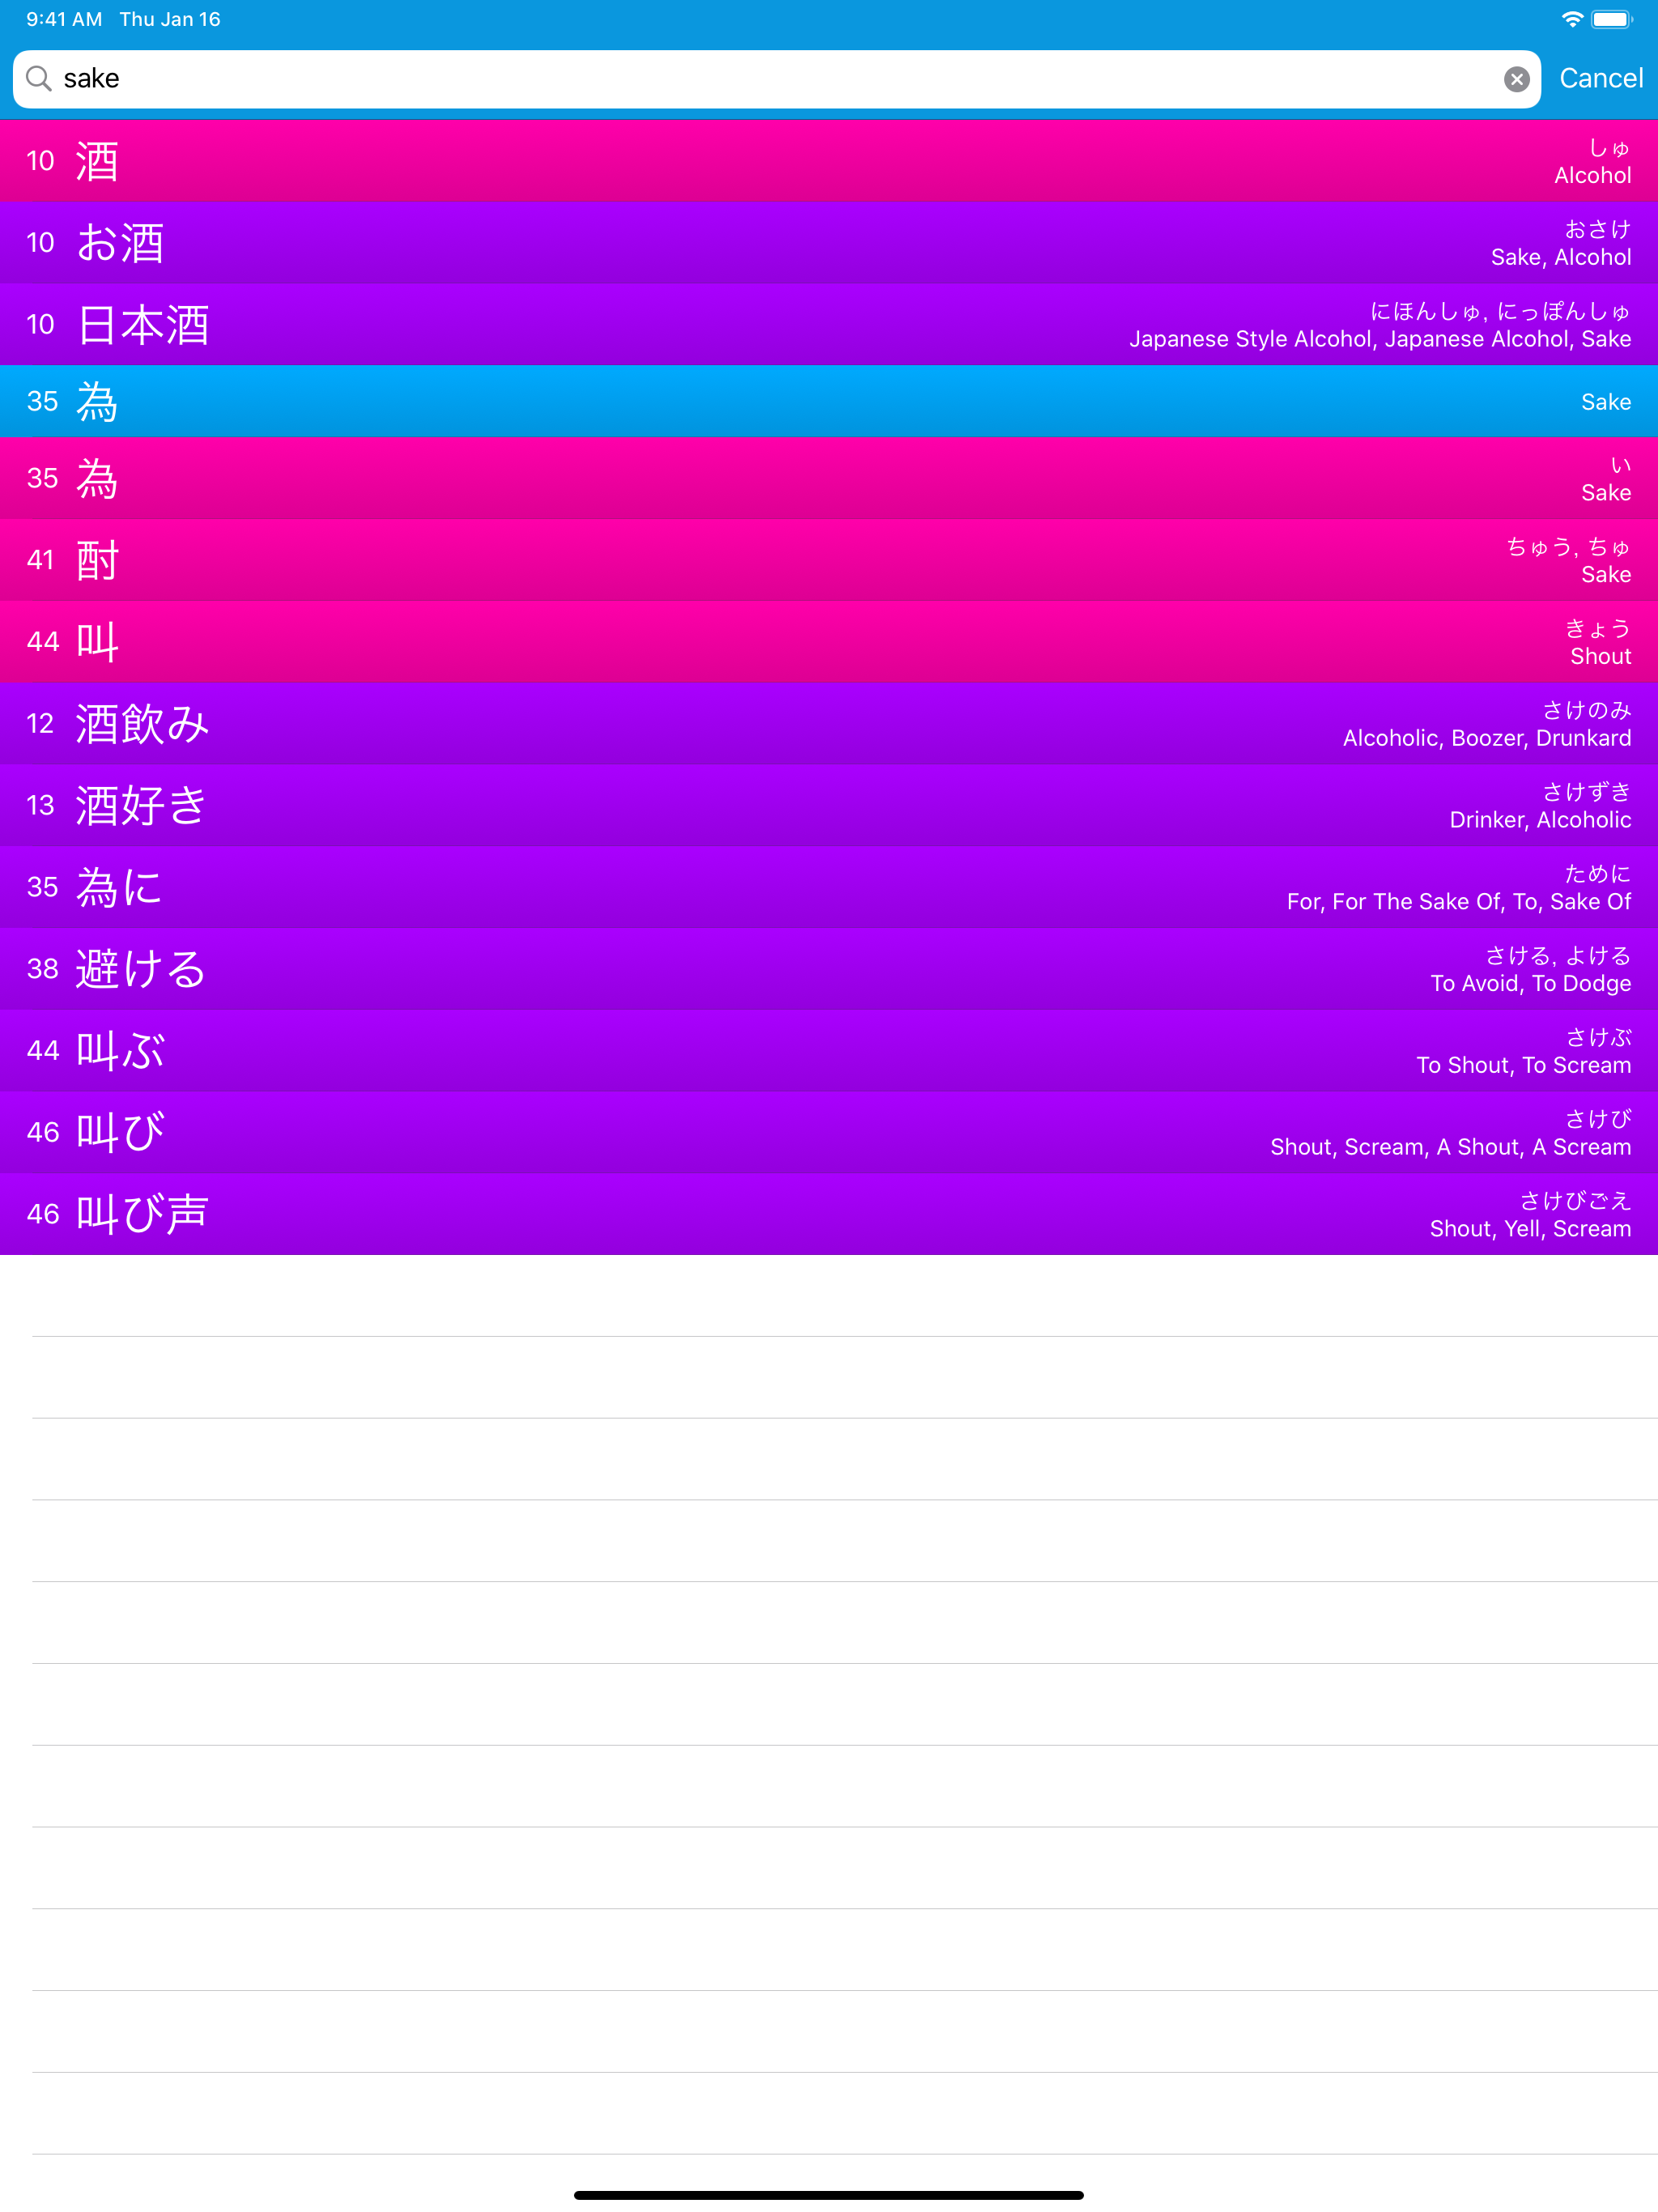 9:41 AM Thu Jan 16
sake
Cancel
10 酒
しゅ
Alcohol
10 お酒
おさけ
Sake, Alcohol
10 日本酒
にほんしゅ, にっぽんしゅ
Japanese Style Alcohol, Japanese Alcohol, Sake
35 為
Sake
35 為
い
Sake
41 酎
ちゅう, ちゅ
Sake
44 叫
きょう
Shout
12 酒飲み
さけのみ
Alcoholic, Boozer, Drunkard
13 酒好き
さけずき
Drinker, Alcoholic
35 為に
ために
For, For The Sake Of, To, Sake Of
38 避ける
さける, よける
To Avoid, To Dodge
44 叫ぶ
さけぶ
To Shout, To Scream
46 叫び
さけび
Shout, Scream, A Shout, A Scream
46 叫び声
さけびごえ
Shout, Yell, Scream